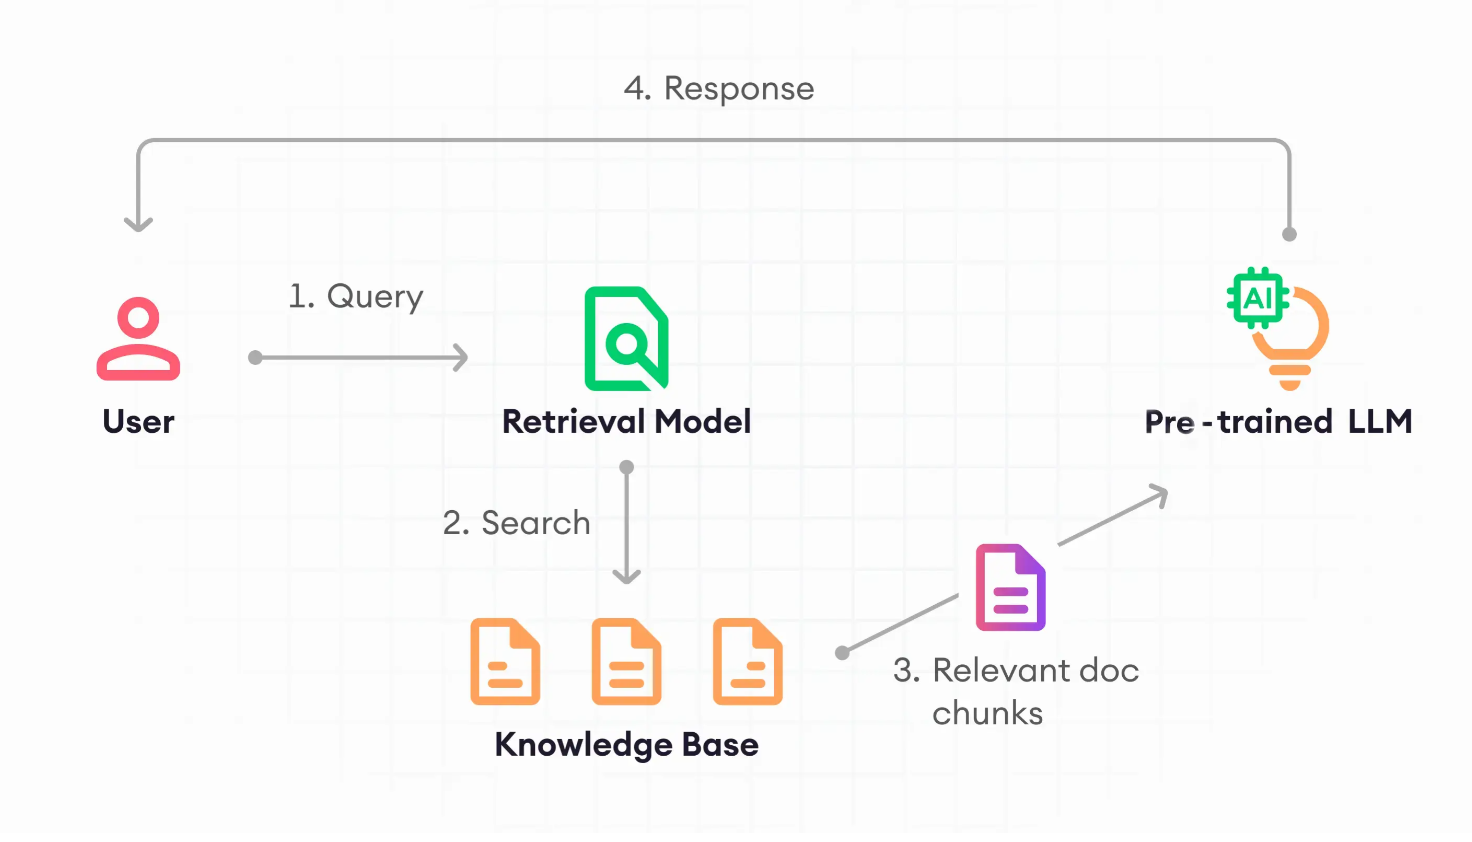 4. Response
1. Query
AI
User
Retrieval Model
Pre-trained LLM
2. Search
3. Relevant doc
chunks
Knowledge Base